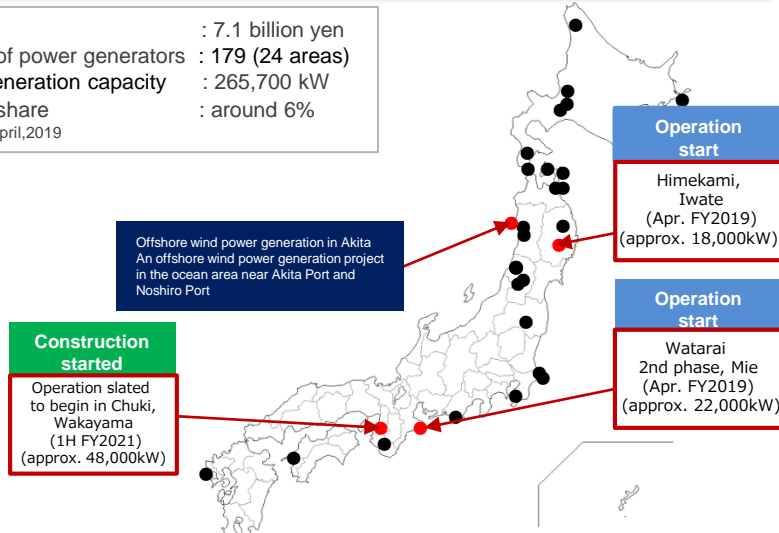 : 7.1 billion yen
of power generators : 179 (24 areas)
eneration capacity : 265,700 kW
share : around 6%
pril,2019
Operation
start
Himekami,
Iwate
(Apr. FY2019)
(approx. 18,000kW)
Offshore wind power generation in Akita
An offshore wind power generation project
in the ocean area near Akita Port and
Noshiro Port
Operation
start
Watarai
2nd phase, Mie
(Apr. FY2019)
(approx. 22,000kW)
Construction
started
Operation slated
to begin in Chuki,
Wakayama
(1H FY2021)
(approx. 48,000kW)